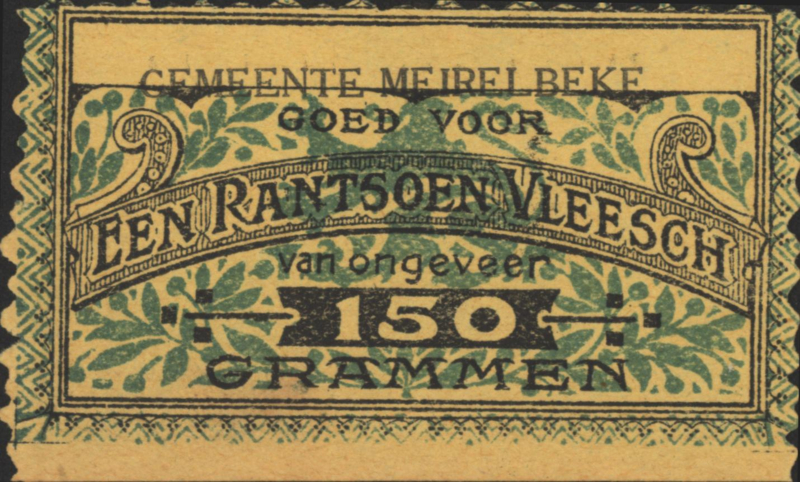 GEMEENTE MEIRELBEKE
GOED VOOR
EEN RANTSOEN VLEESCH
van ongeveer
150
GRAMMEN